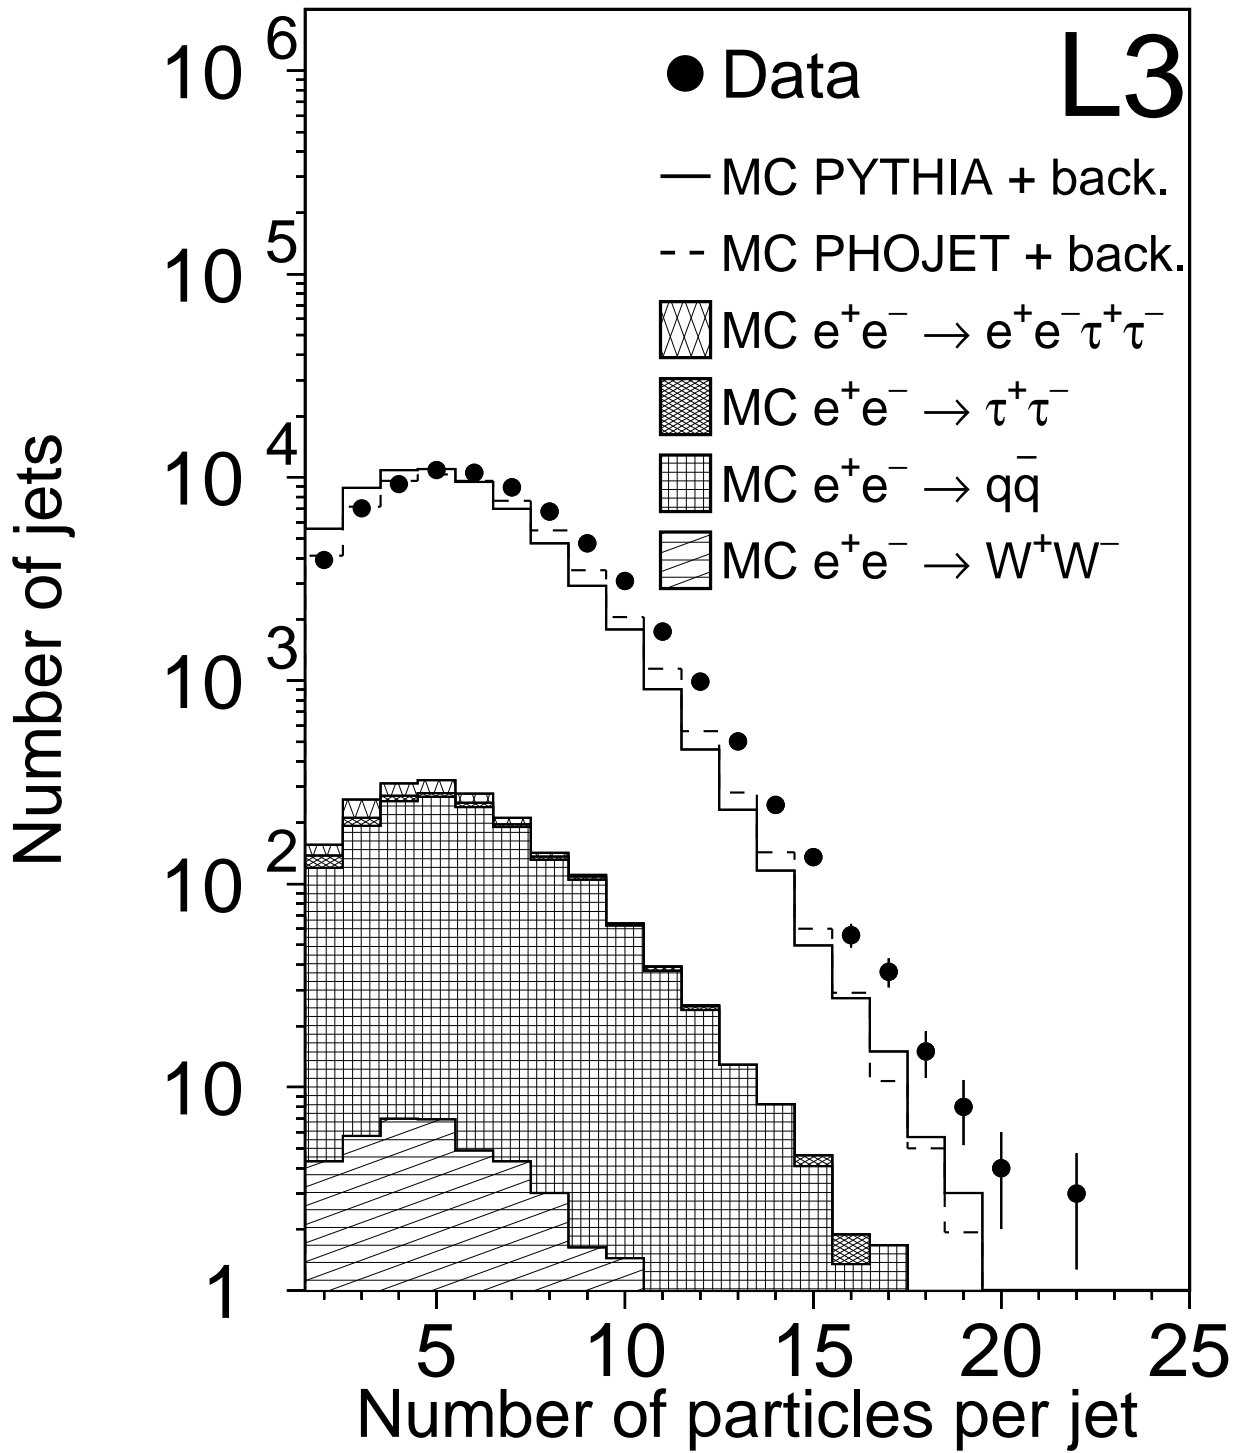 L3
Data
MC PYTHIA + back.
MC PHOJET + back.
MC e⁺e⁻ → e⁺e⁻τ⁺τ⁻
MC e⁺e⁻ → τ⁺τ⁻
MC e⁺e⁻ → qq̄
MC e⁺e⁻ → W⁺W⁻
Number of jets
10⁶
10⁵
10⁴
10³
10²
10
1
5 10 15 20 25
Number of particles per jet